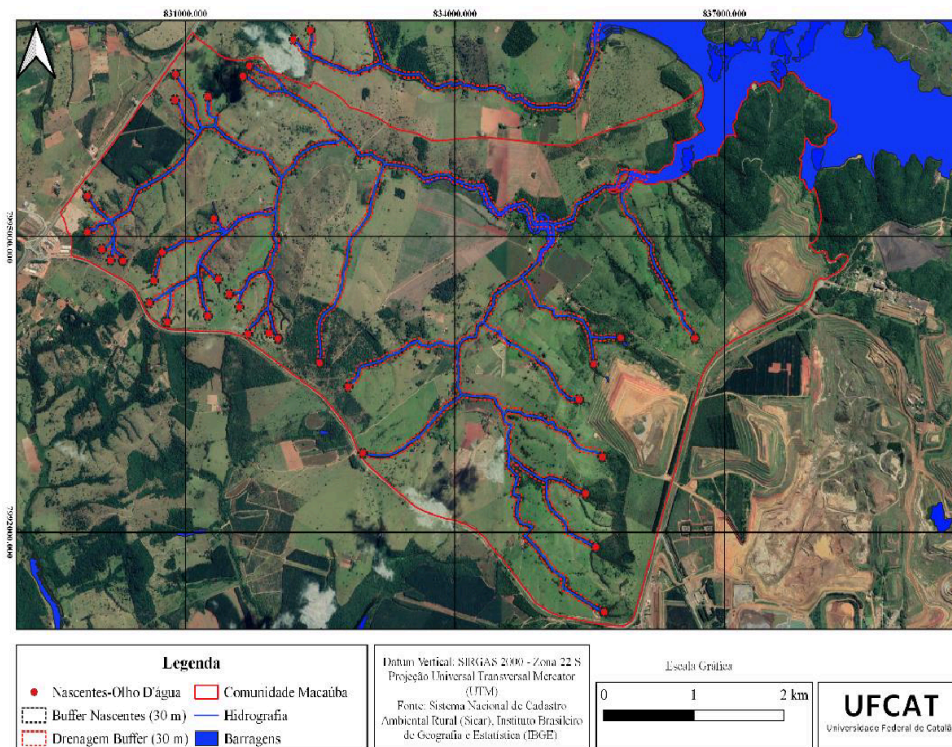 831000.000
834000.000
837000.000
7995000.000
7992000.000
Legenda
Nascentes-Olho D'água
Comunidade Macaúba
Buffer Nascentes (30 m)
Hidrografia
Drenagem Buffer (30 m)
Barragens
Datum Vertical: SIRGAS 2000 - Zona 22 S
Projeção Universal Transversal Mercator
(UTM)
Fonte: Sistema Nacional de Cadastro
Ambiental Rural (Sicar), Instituto Brasileiro
de Geografia e Estatística (IBGE)
Escala Gráfica
0 1 2 km
UFCAT
Universidade Federal de Catalão